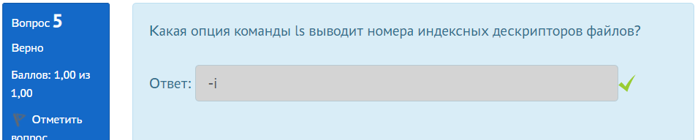 Вопрос 5
Верно
Баллов: 1,00 из
1,00
Отметить
вопрос
Какая опция команды ls выводит номера индексных дескрипторов файлов?
Ответ: -i